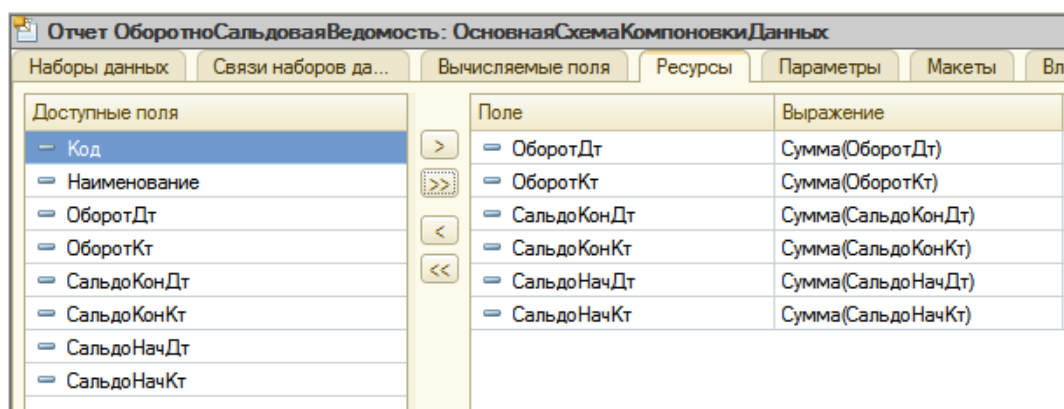 Отчет ОборотноСальдоваяВедомость: ОсновнаяСхемаКомпоновкиДанных
Наборы данных Связи наборов да... Вычисляемые поля Ресурсы Параметры Макеты Вл
Доступные поля Поле Выражение
Код > ОборотДт Сумма(ОборотДт)
Наименование >> ОборотКт Сумма(ОборотКт)
ОборотДт СальдоКонДт Сумма(СальдоКонДт)
ОборотКт < СальдоКонКт Сумма(СальдоКонКт)
СальдоКонДт << СальдоНачДт Сумма(СальдоНачДт)
СальдоКонКт СальдоНачКт Сумма(СальдоНачКт)
СальдоНачДт
СальдоНачКт